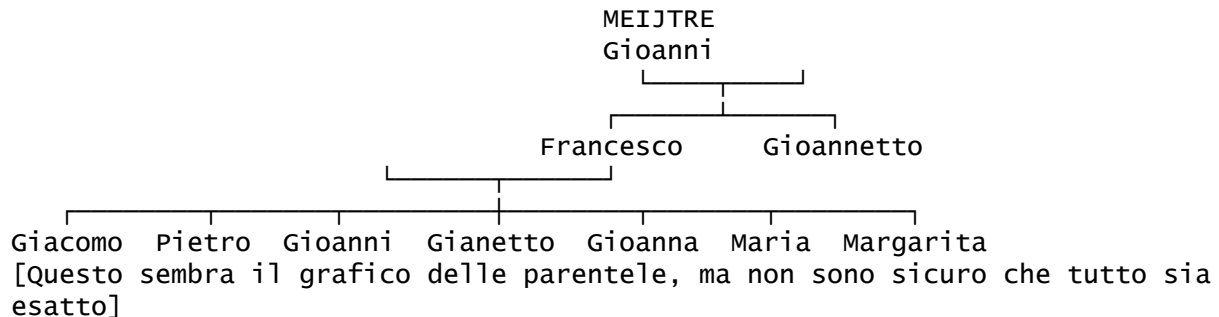 MEIJTRE
Gioanni
Francesco Gioannetto
Giacomo Pietro Gioanni Gianetto Gioanna Maria Margarita
[Questo sembra il grafico delle parentele, ma non sono sicuro che tutto sia
esatto]